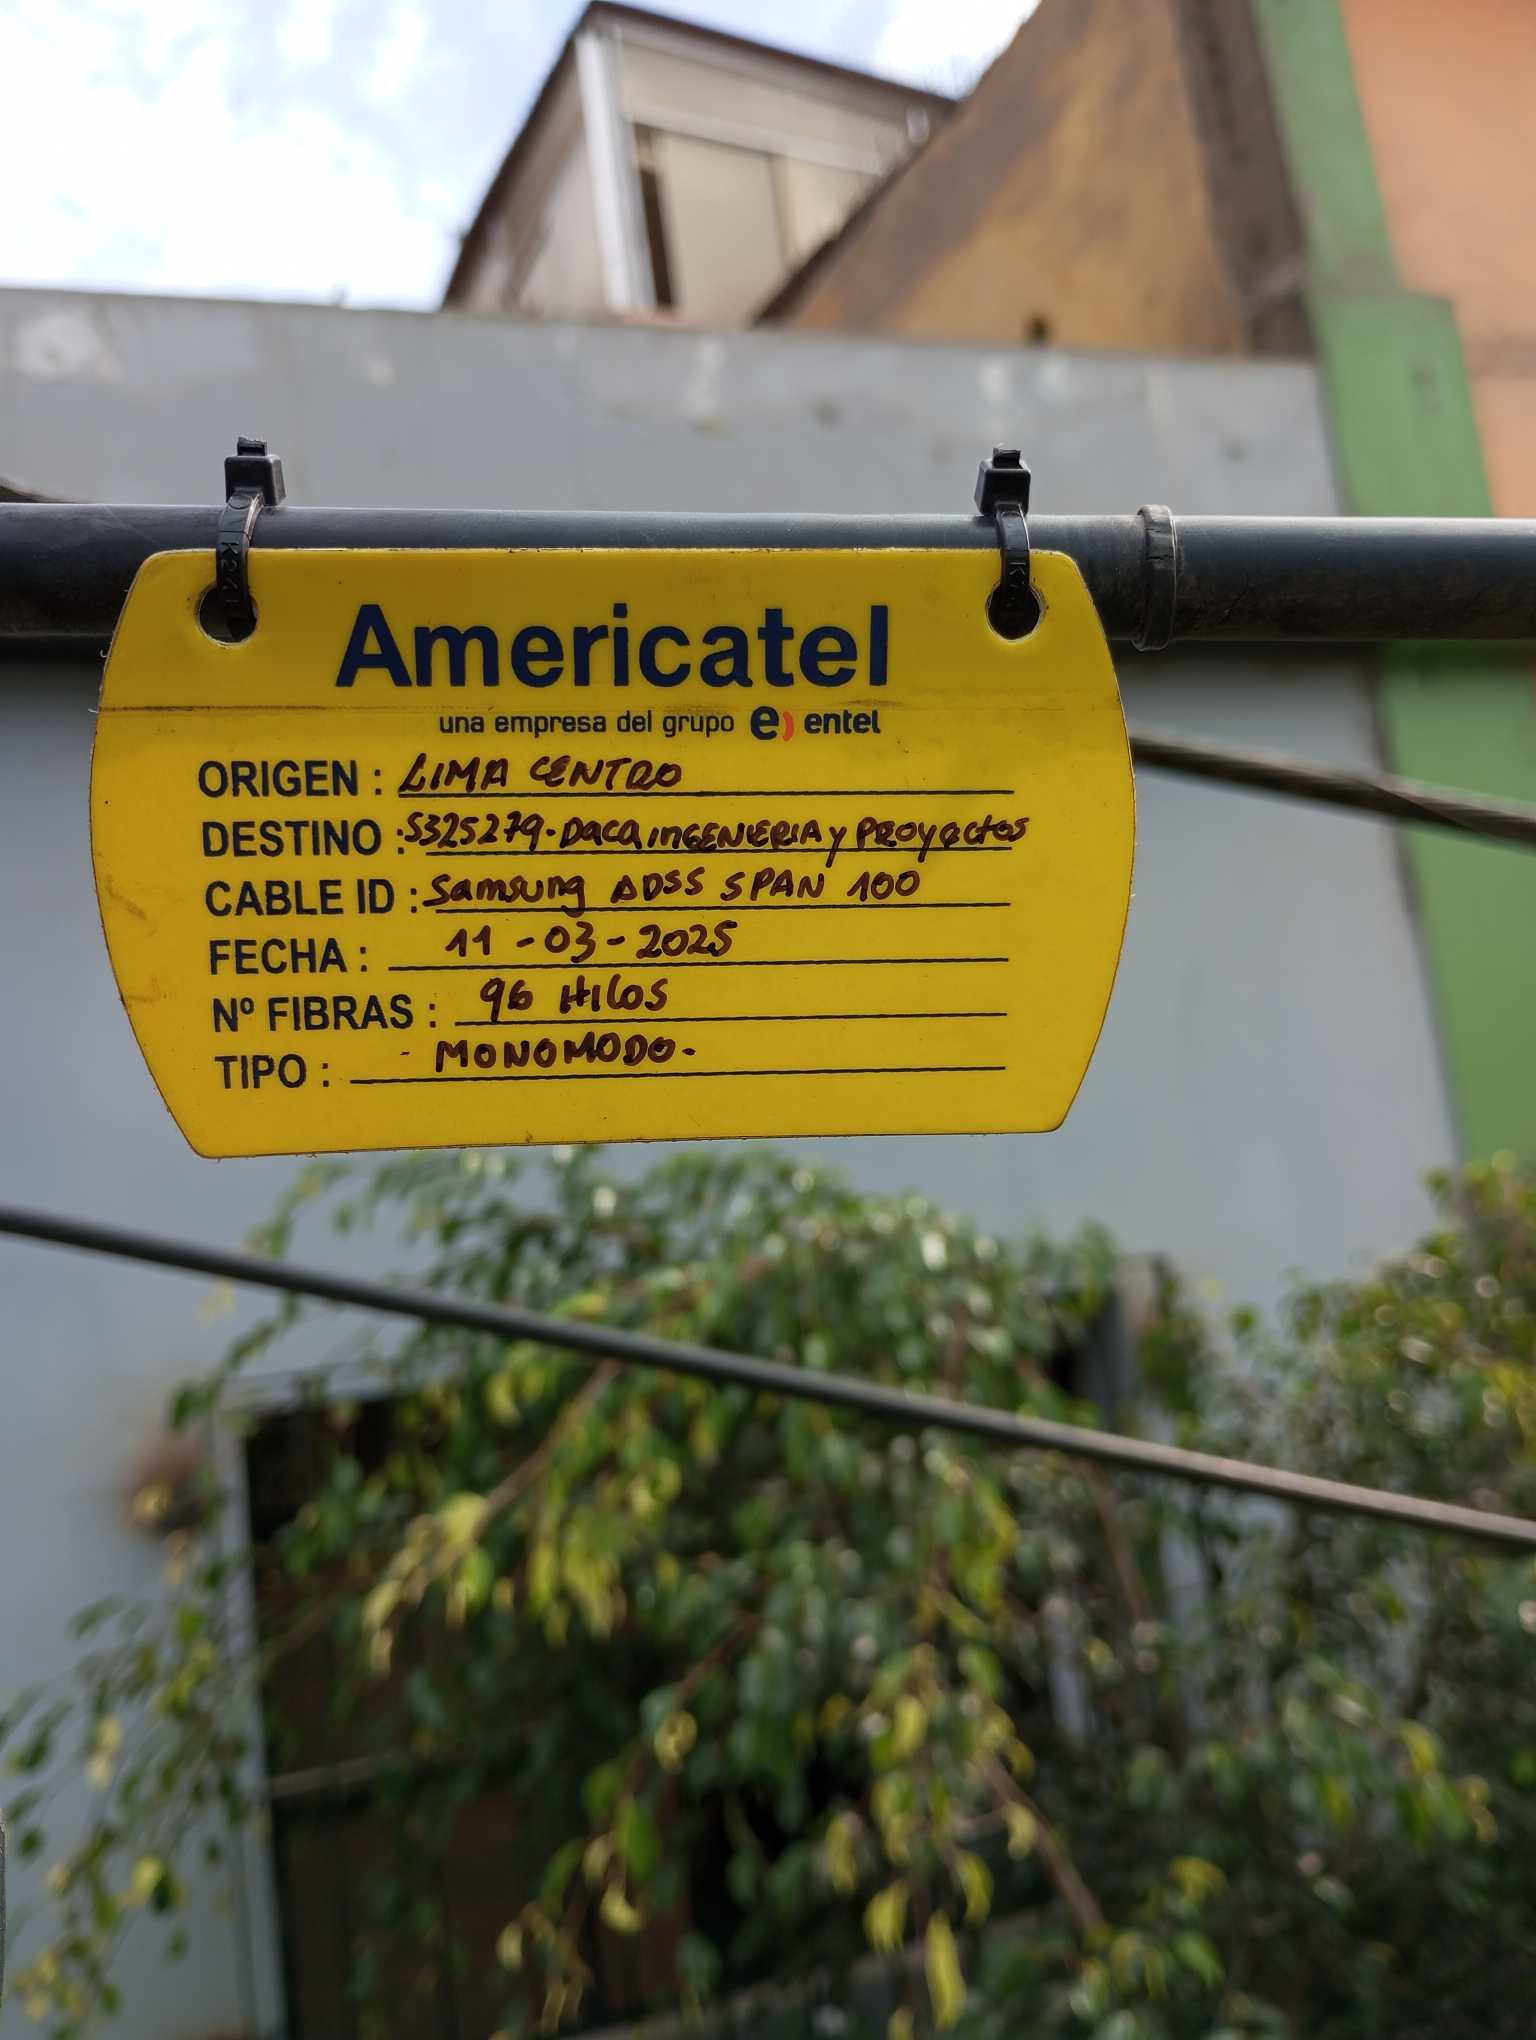 Americatel
una empresa del grupo e) entel
ORIGEN : LIMA CENTRO
DESTINO : S325279-Daca INGENIERIA y PROYectos
CABLE ID : Samsung ADSS SPAN 100
FECHA : 11-03-2025
Nº FIBRAS : 96 Hilos
TIPO : - MONOMODO-